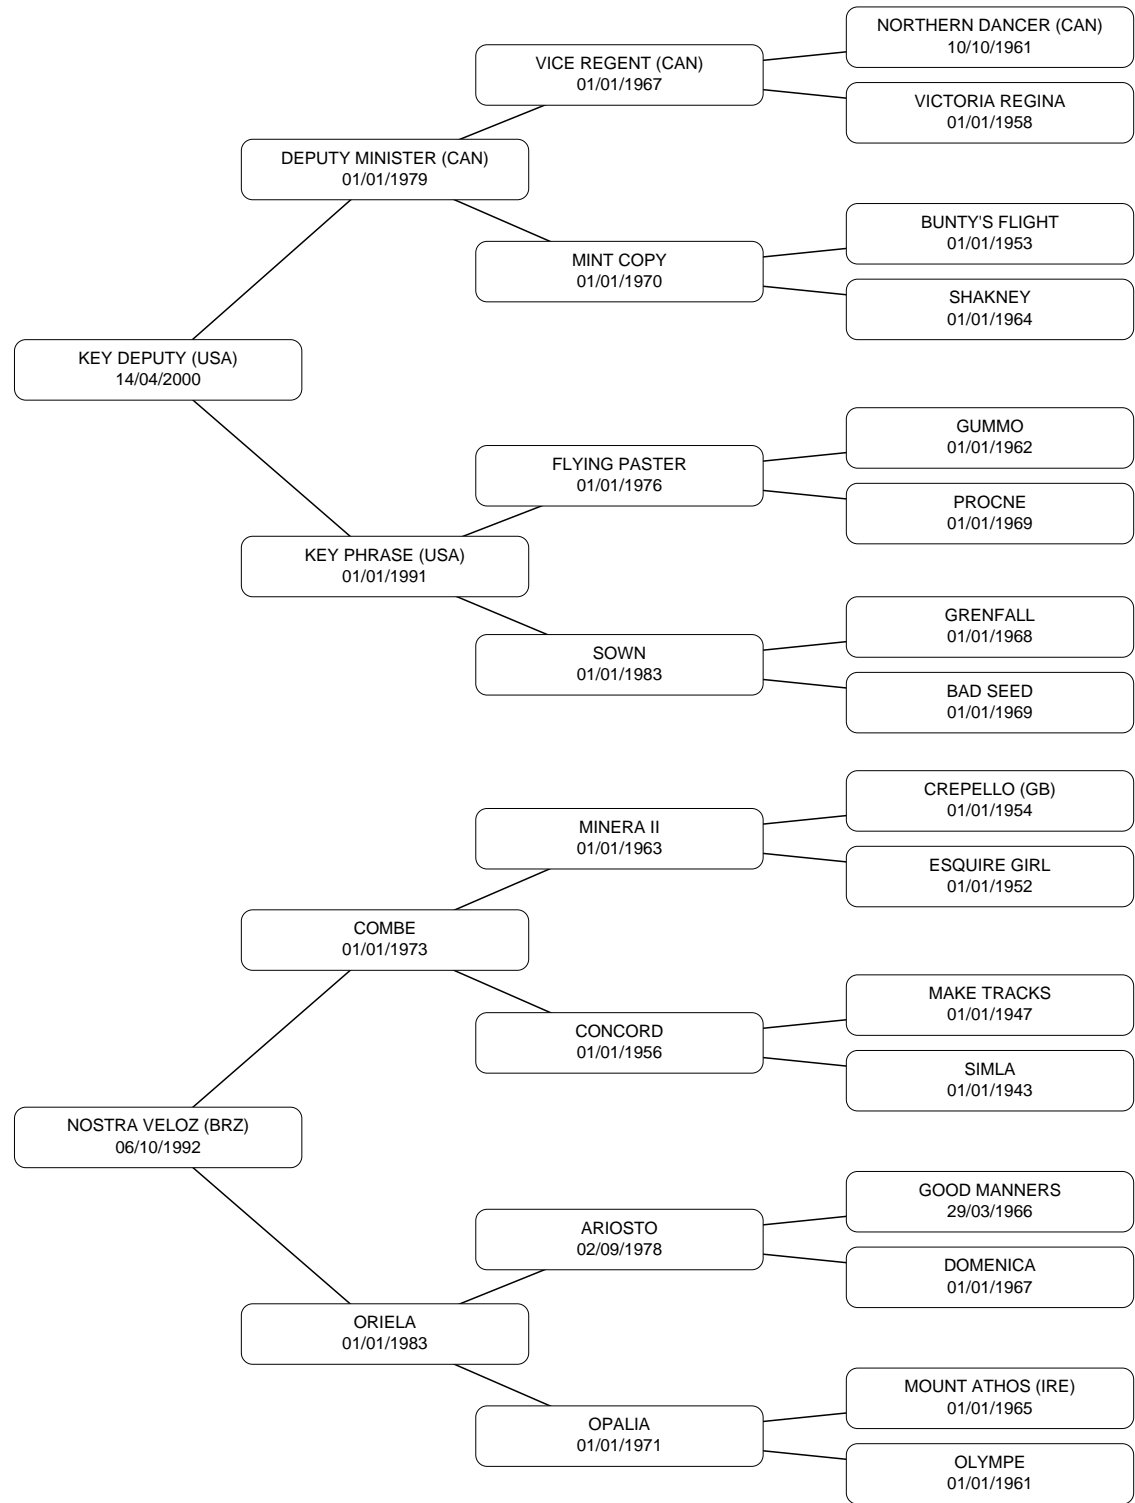 NORTHERN DANCER (CAN)
10/10/1961
VICE REGENT (CAN)
01/01/1967
VICTORIA REGINA
01/01/1958
DEPUTY MINISTER (CAN)
01/01/1979
BUNTY'S FLIGHT
01/01/1953
MINT COPY
01/01/1970
SHAKNEY
01/01/1964
KEY DEPUTY (USA)
14/04/2000
GUMMO
01/01/1962
FLYING PASTER
01/01/1976
PROCNE
01/01/1969
KEY PHRASE (USA)
01/01/1991
GRENFALL
01/01/1968
SOWN
01/01/1983
BAD SEED
01/01/1969
CREPELLO (GB)
01/01/1954
MINERA II
01/01/1963
ESQUIRE GIRL
01/01/1952
COMBE
01/01/1973
MAKE TRACKS
01/01/1947
CONCORD
01/01/1956
SIMLA
01/01/1943
NOSTRA VELOZ (BRZ)
06/10/1992
GOOD MANNERS
29/03/1966
ARIOSTO
02/09/1978
DOMENICA
01/01/1967
ORIELA
01/01/1983
MOUNT ATHOS (IRE)
01/01/1965
OPALIA
01/01/1971
OLYMPE
01/01/1961